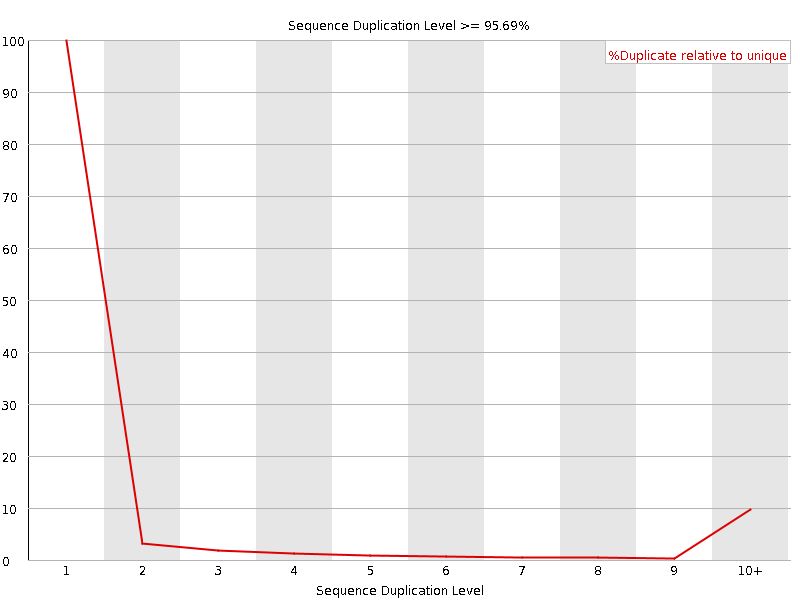 Sequence Duplication Level >= 95.69%
%Duplicate relative to unique
100
90
80
70
60
50
40
30
20
10
0
1 2 3 4 5 6 7 8 9 10+
Sequence Duplication Level